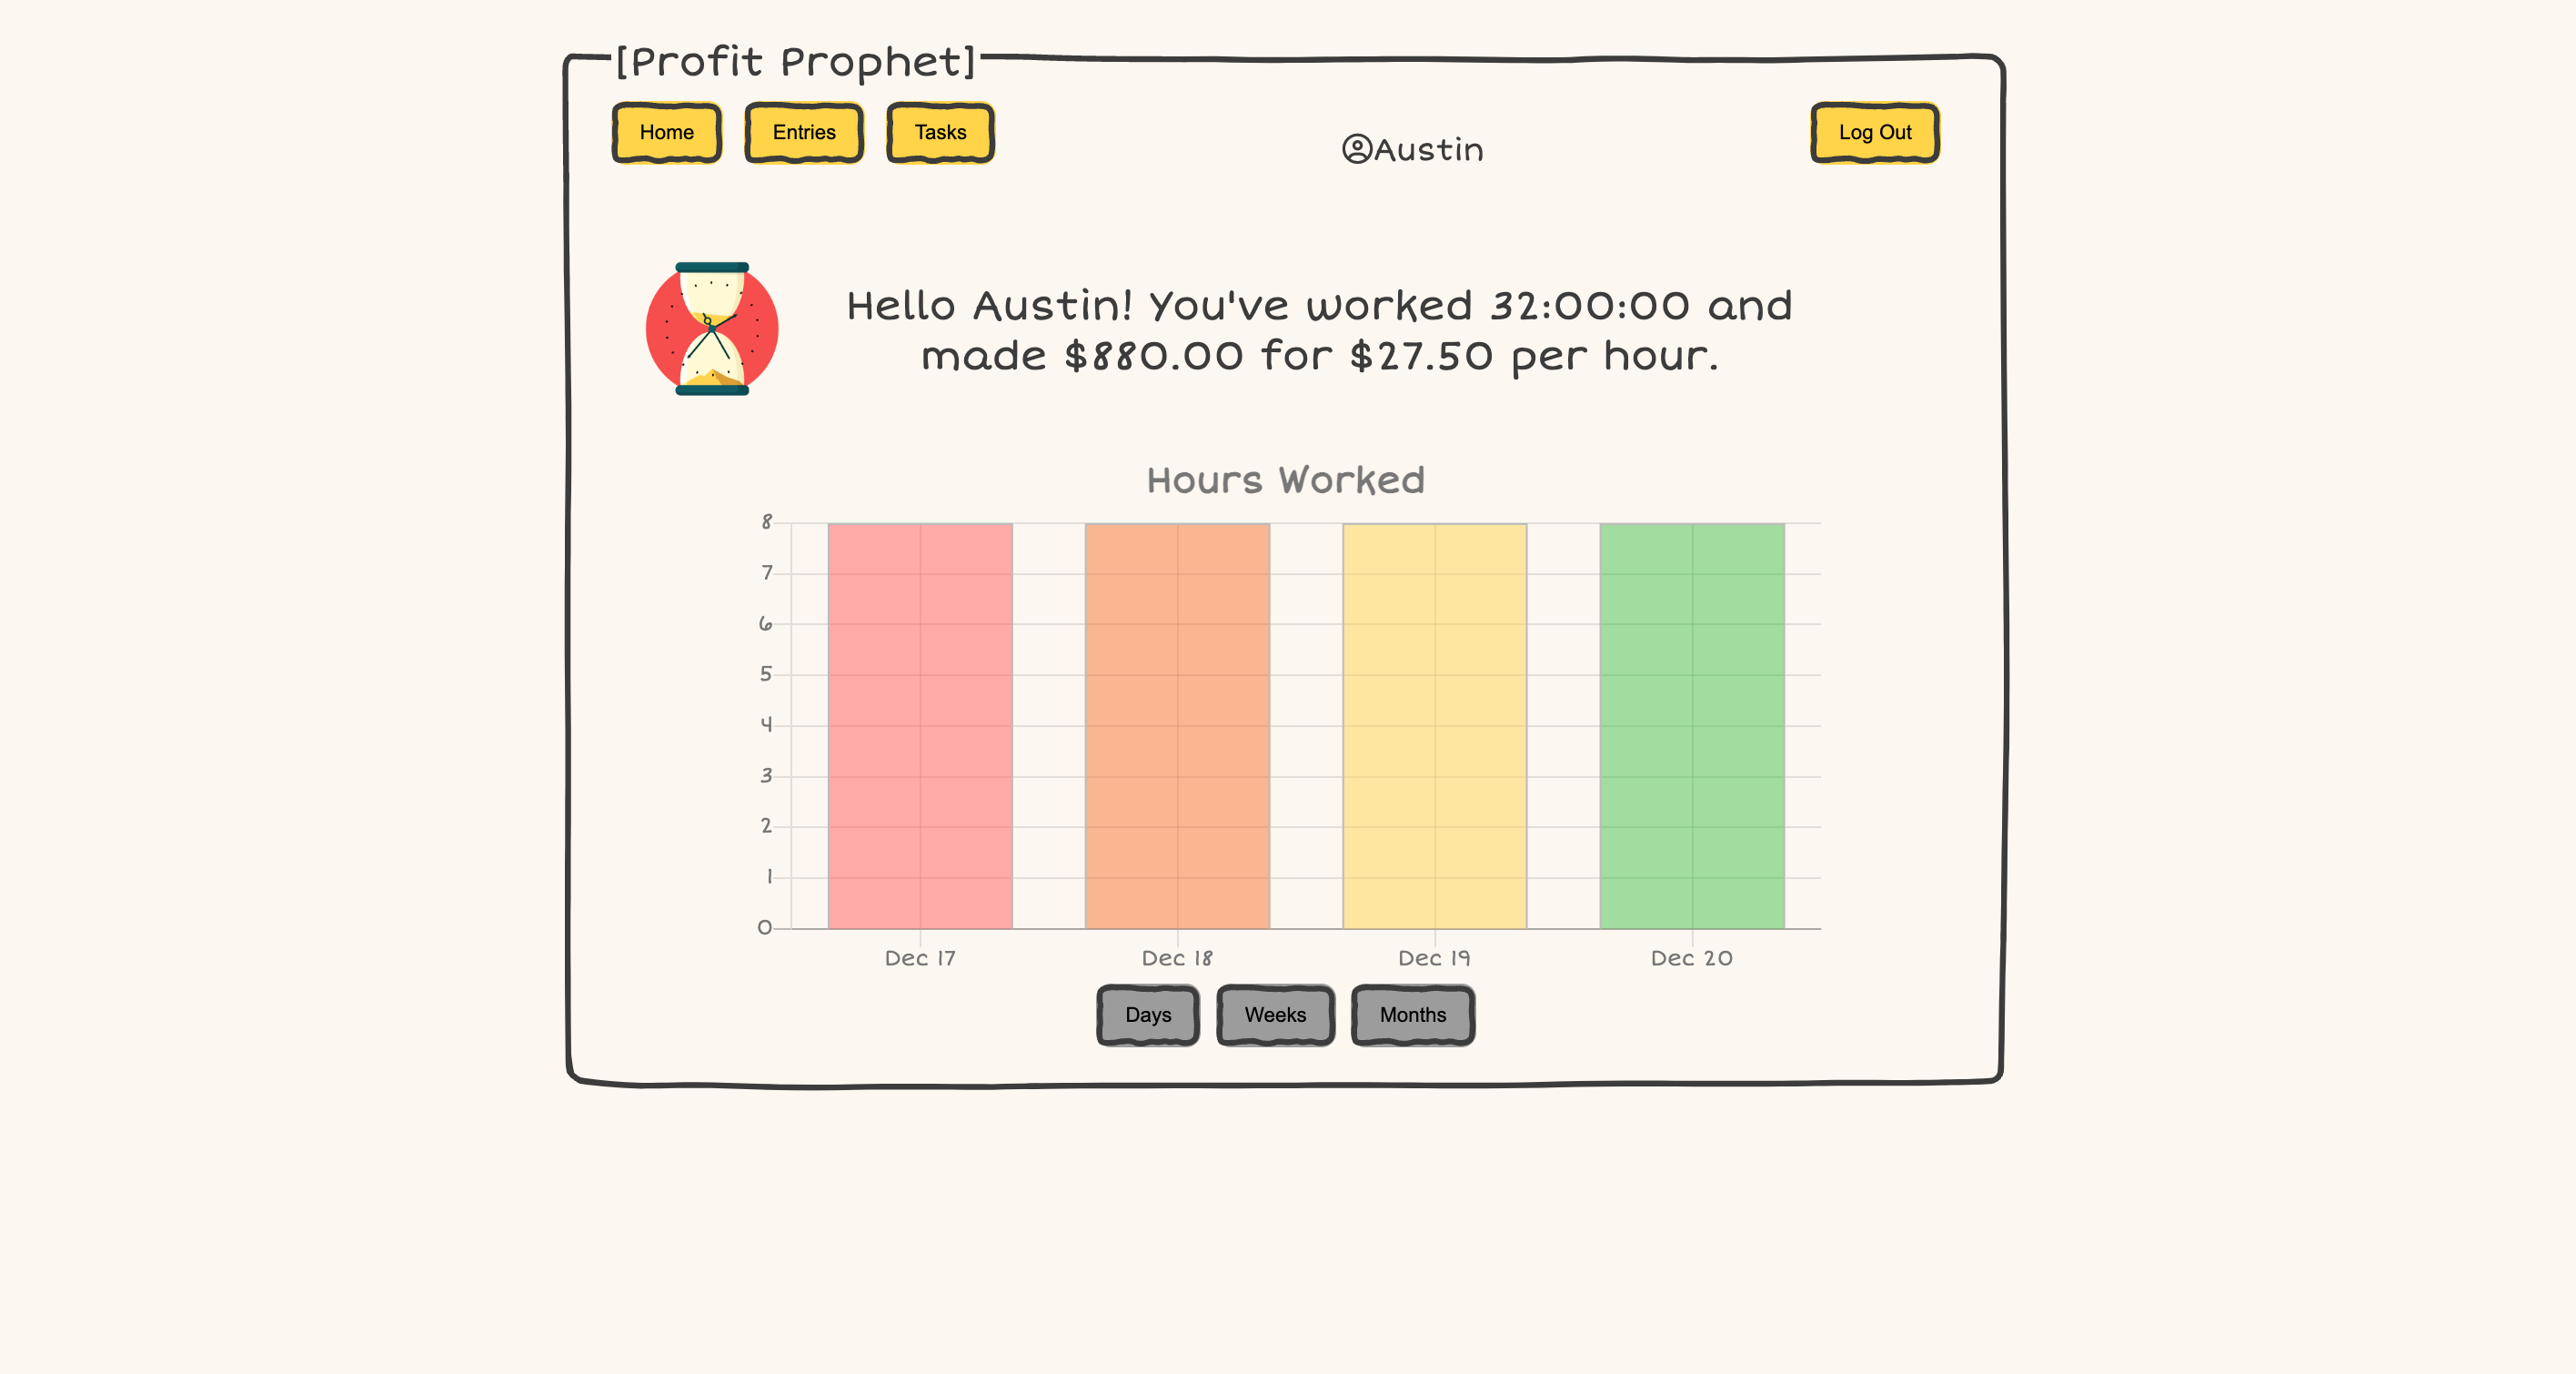 [Profit Prophet]
Home Entries Tasks Austin Log Out
Hello Austin! You've worked 32:00:00 and
made $880.00 for $27.50 per hour.
Hours Worked
8
7
6
5
4
3
2
1
0
Dec 17 Dec 18 Dec 19 Dec 20
Days Weeks Months